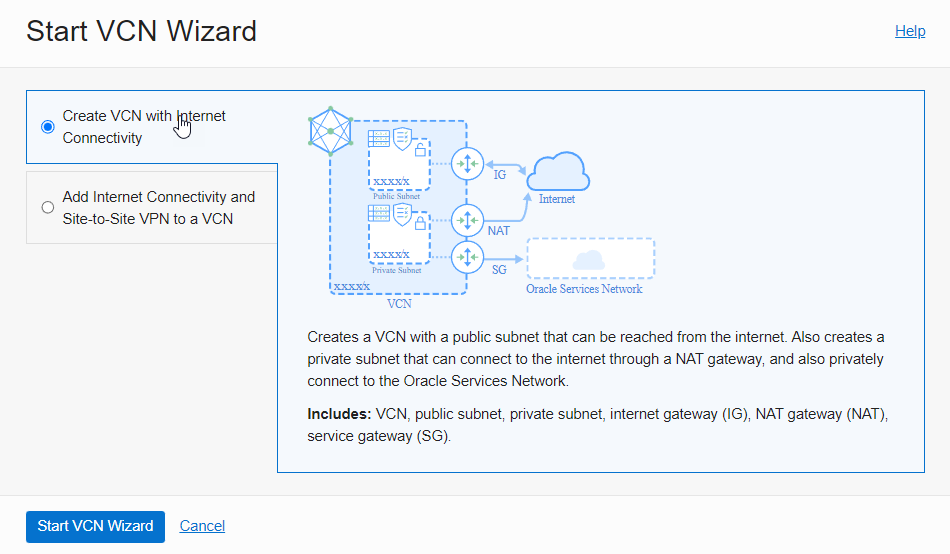 Start VCN Wizard
Help
Create VCN with Internet
Connectivity
Add Internet Connectivity and
Site-to-Site VPN to a VCN
xxxx/x
Public Subnet
IG
Internet
NAT
xxxx/x
Private Subnet
SG
xxxx/x
Oracle Services Network
VCN
Creates a VCN with a public subnet that can be reached from the internet. Also creates a
private subnet that can connect to the internet through a NAT gateway, and also privately
connect to the Oracle Services Network.
Includes: VCN, public subnet, private subnet, internet gateway (IG), NAT gateway (NAT),
service gateway (SG).
Start VCN Wizard
Cancel